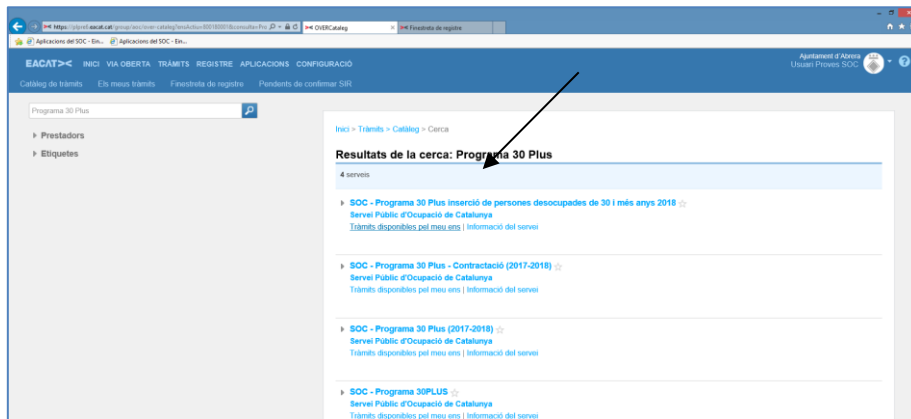 https://ptprell.eacat.cat/group/aoc/over-cataleg?ensActiu=8001800018consulta=Pro
OVERCataleg
Finestreta de registre
Aplicacions del SOC - Ein...
Aplicacions del SOC - En...
EACAT INICI VIA OBERTA TRÀMITS REGISTRE APLICACIONS CONFIGURACIÓ
Ajuntament d'Abrera
Usuari Proves SOC
Catàleg de tràmits Els meus tràmits Finestreta de registre Pendents de confirmar SIR
Programa 30 Plus
Prestadors
Etiquetes
Inici > Tràmits > Catàleg > Cerca
Resultats de la cerca: Programa 30 Plus
4 serveis
SOC - Programa 30 Plus inserció de persones desocupades de 30 i més anys 2018
Servei Públic d'Ocupació de Catalunya
Tràmits disponibles pel meu ens | Informació del servei
SOC - Programa 30 Plus - Contractació (2017-2018)
Servei Públic d'Ocupació de Catalunya
Tràmits disponibles pel meu ens | Informació del servei
SOC - Programa 30 Plus (2017-2018)
Servei Públic d'Ocupació de Catalunya
Tràmits disponibles pel meu ens | Informació del servei
SOC - Programa 30PLUS
Servei Públic d'Ocupació de Catalunya
Tràmits disponibles pel meu ens | Informació del servei